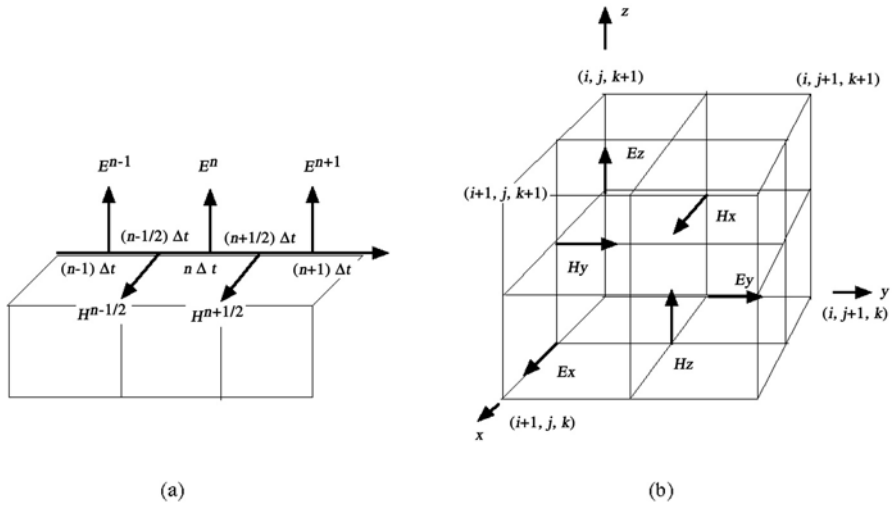 E^{n-1} E^{n} E^{n+1}
(n-1/2) Δt (n+1/2) Δt
(n-1) Δt n Δ t (n+1) Δt
H^{n-1/2} H^{n+1/2}
(a)
z
(i, j, k+1) (i, j+1, k+1)
Ez
(i+1, j, k+1)
Hx
Hy
Ey y
(i, j+1, k)
Ex Hz
(i+1, j, k)
x
(b)